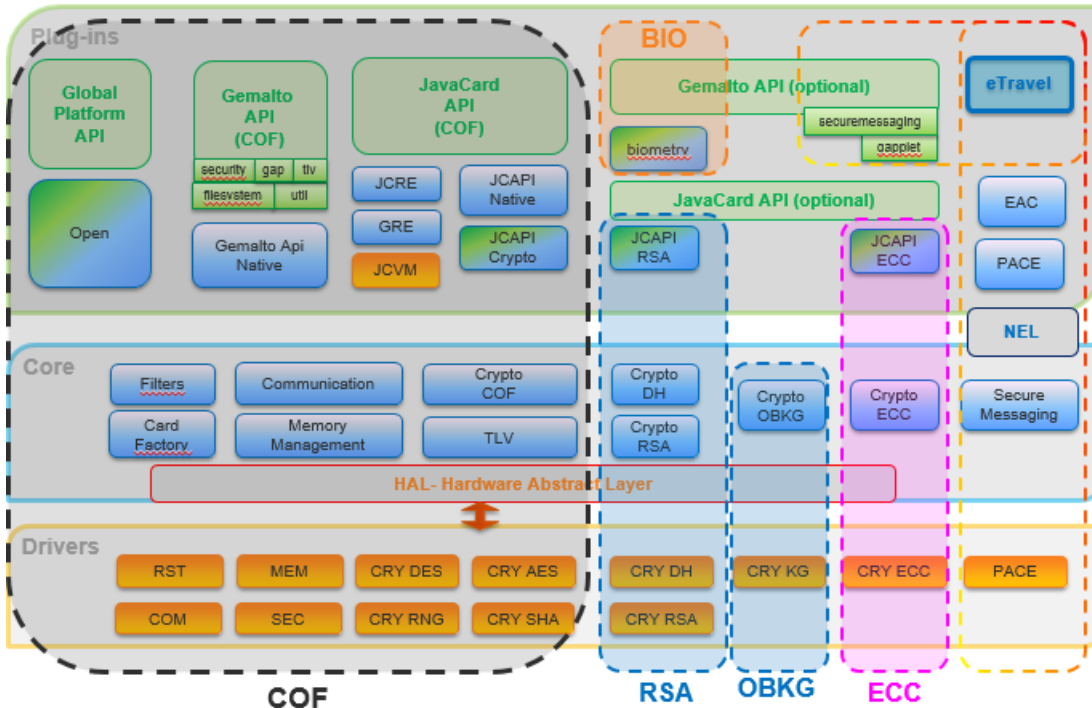 Plug-ins
BIO
Global
Platform
API
Gemalto
API
(COF)
security
gap
tlv
filesystem
util
JavaCard
API
(COF)
Gemalto API (optional)
securemessaging
gapplet
eTravel
biometry
Open
Gemalto Api
Native
JCRE
JCAPI
Native
GRE
JCAPI
Crypto
JCVM
JavaCard API (optional)
JCAPI
RSA
JCAPI
ECC
EAC
PACE
NEL
Core
Filters
Communication
Crypto
COF
Crypto
DH
Crypto
OBKG
Crypto
ECC
Secure
Messaging
Card
Factory
Memory
Management
TLV
Crypto
RSA
HAL- Hardware Abstract Layer
Drivers
RST
MEM
CRY DES
CRY AES
CRY DH
CRY KG
CRY ECC
PACE
COM
SEC
CRY RNG
CRY SHA
CRY RSA
COF
RSA
OBKG
ECC